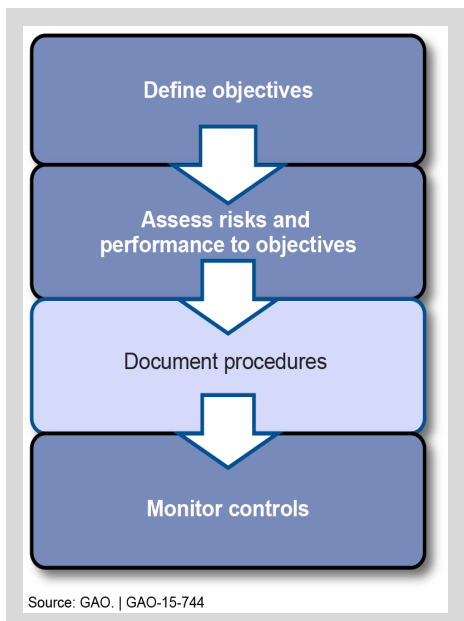 Define objectives
Assess risks and
performance to objectives
Document procedures
Monitor controls
Source: GAO. | GAO-15-744